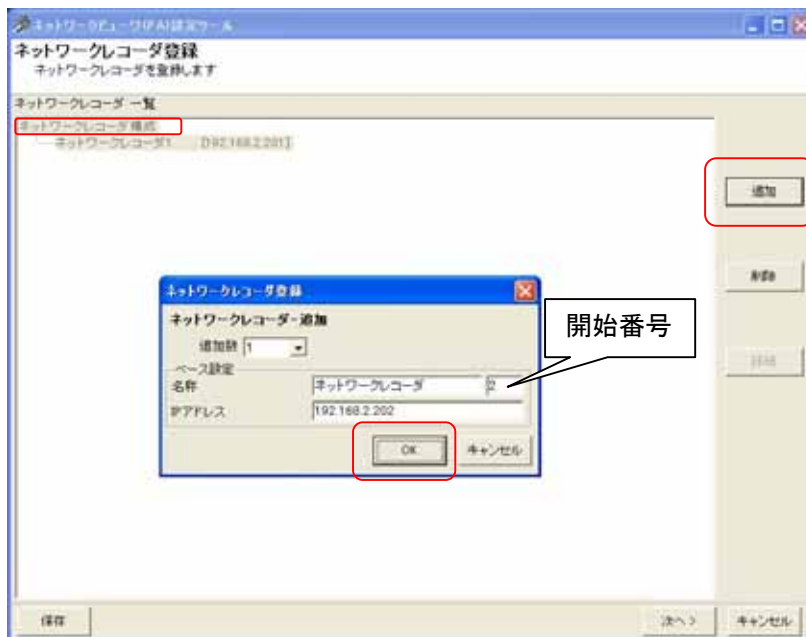 ネットワークビューワ(FA)設定ツール
ネットワークレコーダ登録
ネットワークレコーダを登録します
ネットワークレコーダ 一覧
ネットワークレコーダ構成
ネットワークレコーダ1 [192.168.2.201]
追加
削除
詳細
ネットワークレコーダ登録
ネットワークレコーダ - 追加
追加数 1
ベース設定
名称 ネットワークレコーダ 2
開始番号
IPアドレス 192.168.2.202
OK キャンセル
保存 次へ > キャンセル